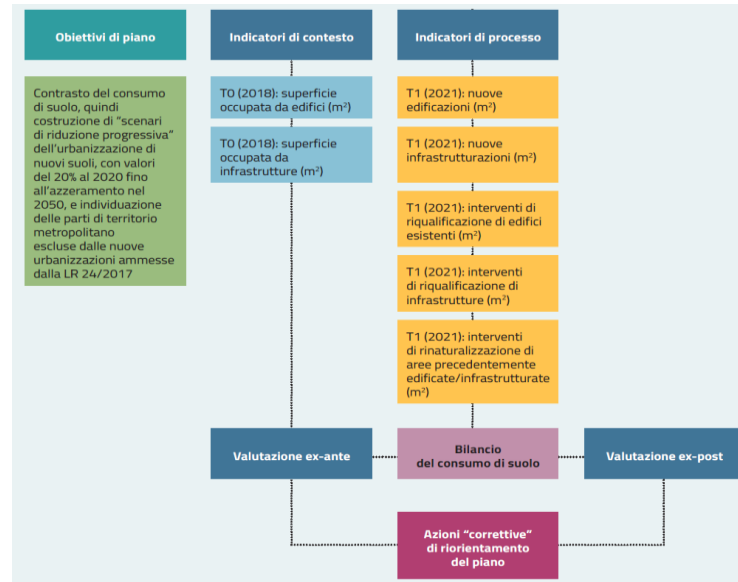 Obiettivi di piano
Contrasto del consumo
di suolo, quindi
costruzione di “scenari
di riduzione progressiva”
dell’urbanizzazione di
nuovi suoli, con valori
del 20% al 2020 fino
all’azzeramento nel
2050, e individuazione
delle parti di territorio
metropolitano
escluse dalle nuove
urbanizzazioni ammesse
dalla LR 24/2017
Indicatori di contesto
T0 (2018): superficie
occupata da edifici (m²)
T0 (2018): superficie
occupata da
infrastrutture (m²)
Indicatori di processo
T1 (2021): nuove
edificazioni (m²)
T1 (2021): nuove
infrastrutturazioni (m²)
T1 (2021): interventi di
riqualificazione di edifici
esistenti (m²)
T1 (2021): interventi
di riqualificazione di
infrastrutture (m²)
T1 (2021): interventi
di rinaturalizzazione di
aree precedentemente
edificate/infrastrutturate
(m²)
Valutazione ex-ante
Bilancio
del consumo di suolo
Valutazione ex-post
Azioni “correttive”
di riorientamento
del piano